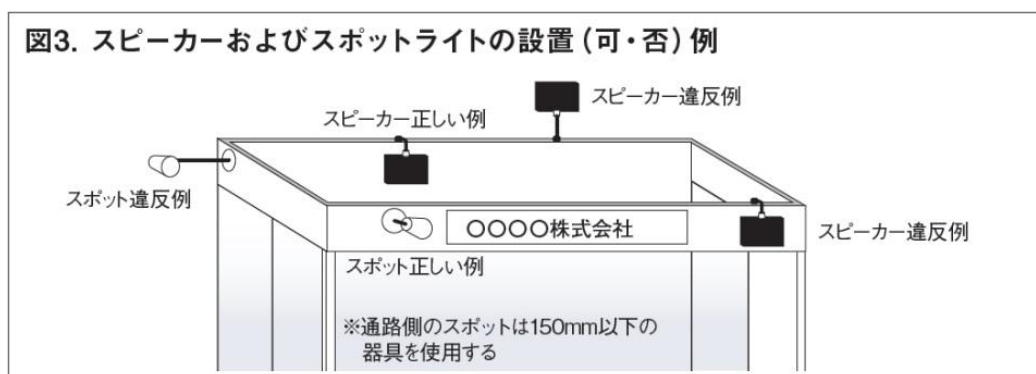 図3. スピーカーおよびスポットライトの設置（可・否）例
スピーカー違反例
スピーカー正しい例
スポット違反例
〇〇〇〇株式会社
スピーカー違反例
スポット正しい例
※通路側のスポットは150mm以下の
器具を使用する